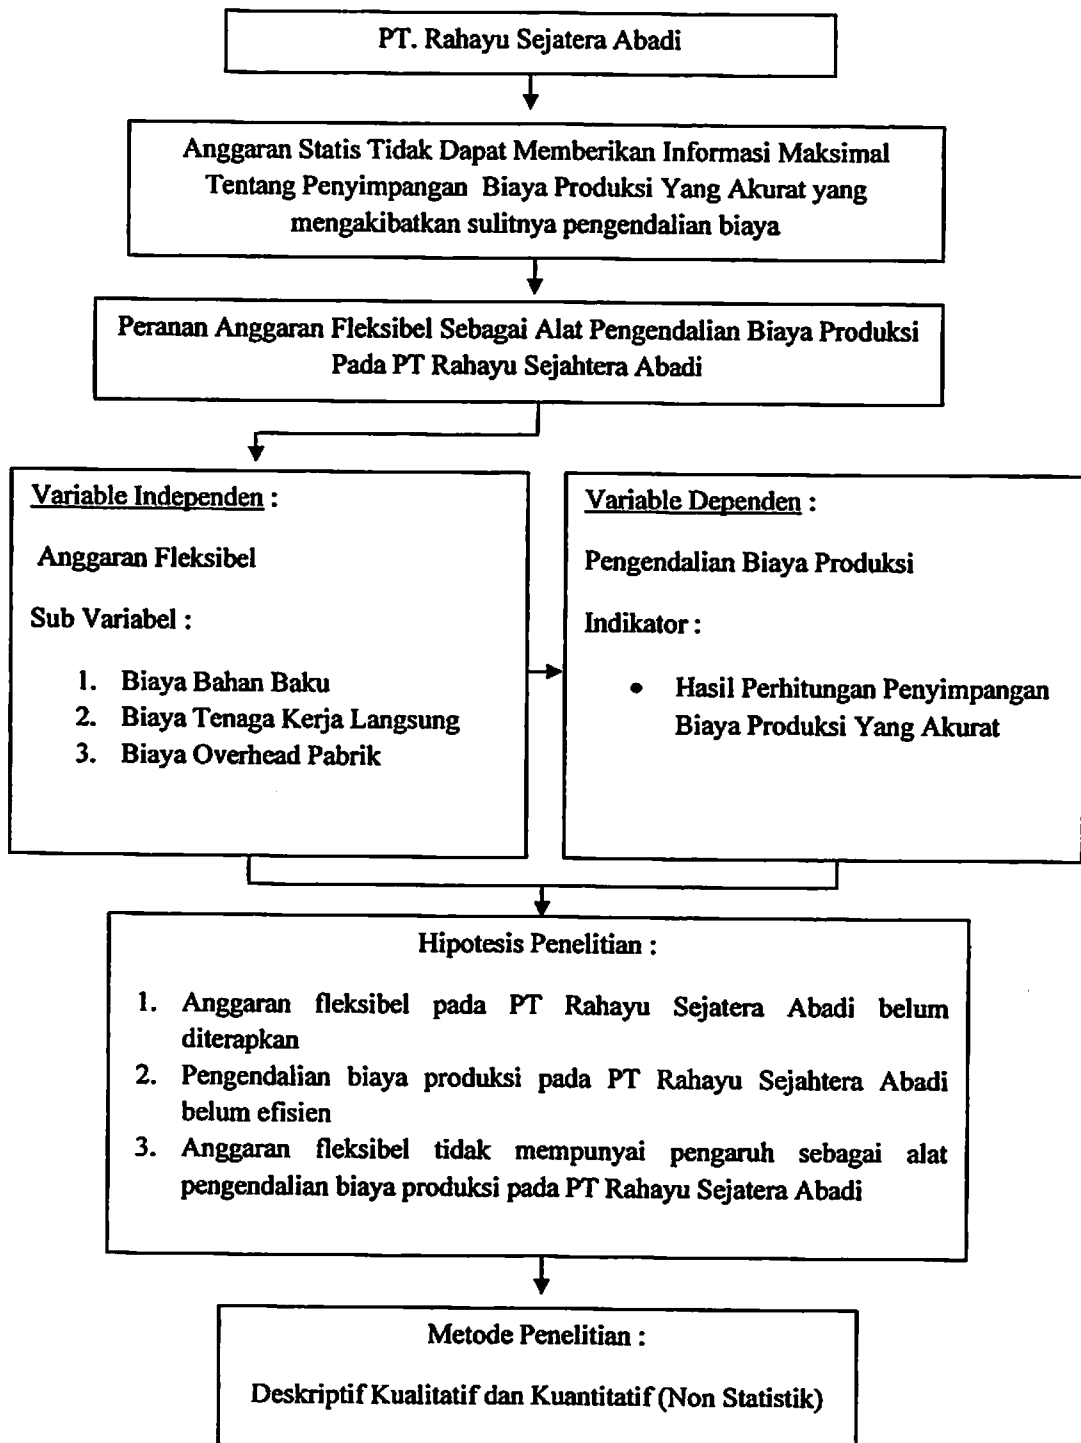 PT. Rahayu Sejatera Abadi
Anggaran Statis Tidak Dapat Memberikan Informasi Maksimal
Tentang Penyimpangan Biaya Produksi Yang Akurat yang
mengakibatkan sulitnya pengendalian biaya
Peranan Anggaran Fleksibel Sebagai Alat Pengendalian Biaya Produksi
Pada PT Rahayu Sejahtera Abadi
Variable Independen :
Anggaran Fleksibel
Sub Variabel :
1. Biaya Bahan Baku
2. Biaya Tenaga Kerja Langsung
3. Biaya Overhead Pabrik
Variable Dependen :
Pengendalian Biaya Produksi
Indikator :
• Hasil Perhitungan Penyimpangan
Biaya Produksi Yang Akurat
Hipotesis Penelitian :
1. Anggaran fleksibel pada PT Rahayu Sejatera Abadi belum
diterapkan
2. Pengendalian biaya produksi pada PT Rahayu Sejahtera Abadi
belum efisien
3. Anggaran fleksibel tidak mempunyai pengaruh sebagai alat
pengendalian biaya produksi pada PT Rahayu Sejatera Abadi
Metode Penelitian :
Deskriptif Kualitatif dan Kuantitatif (Non Statistik)